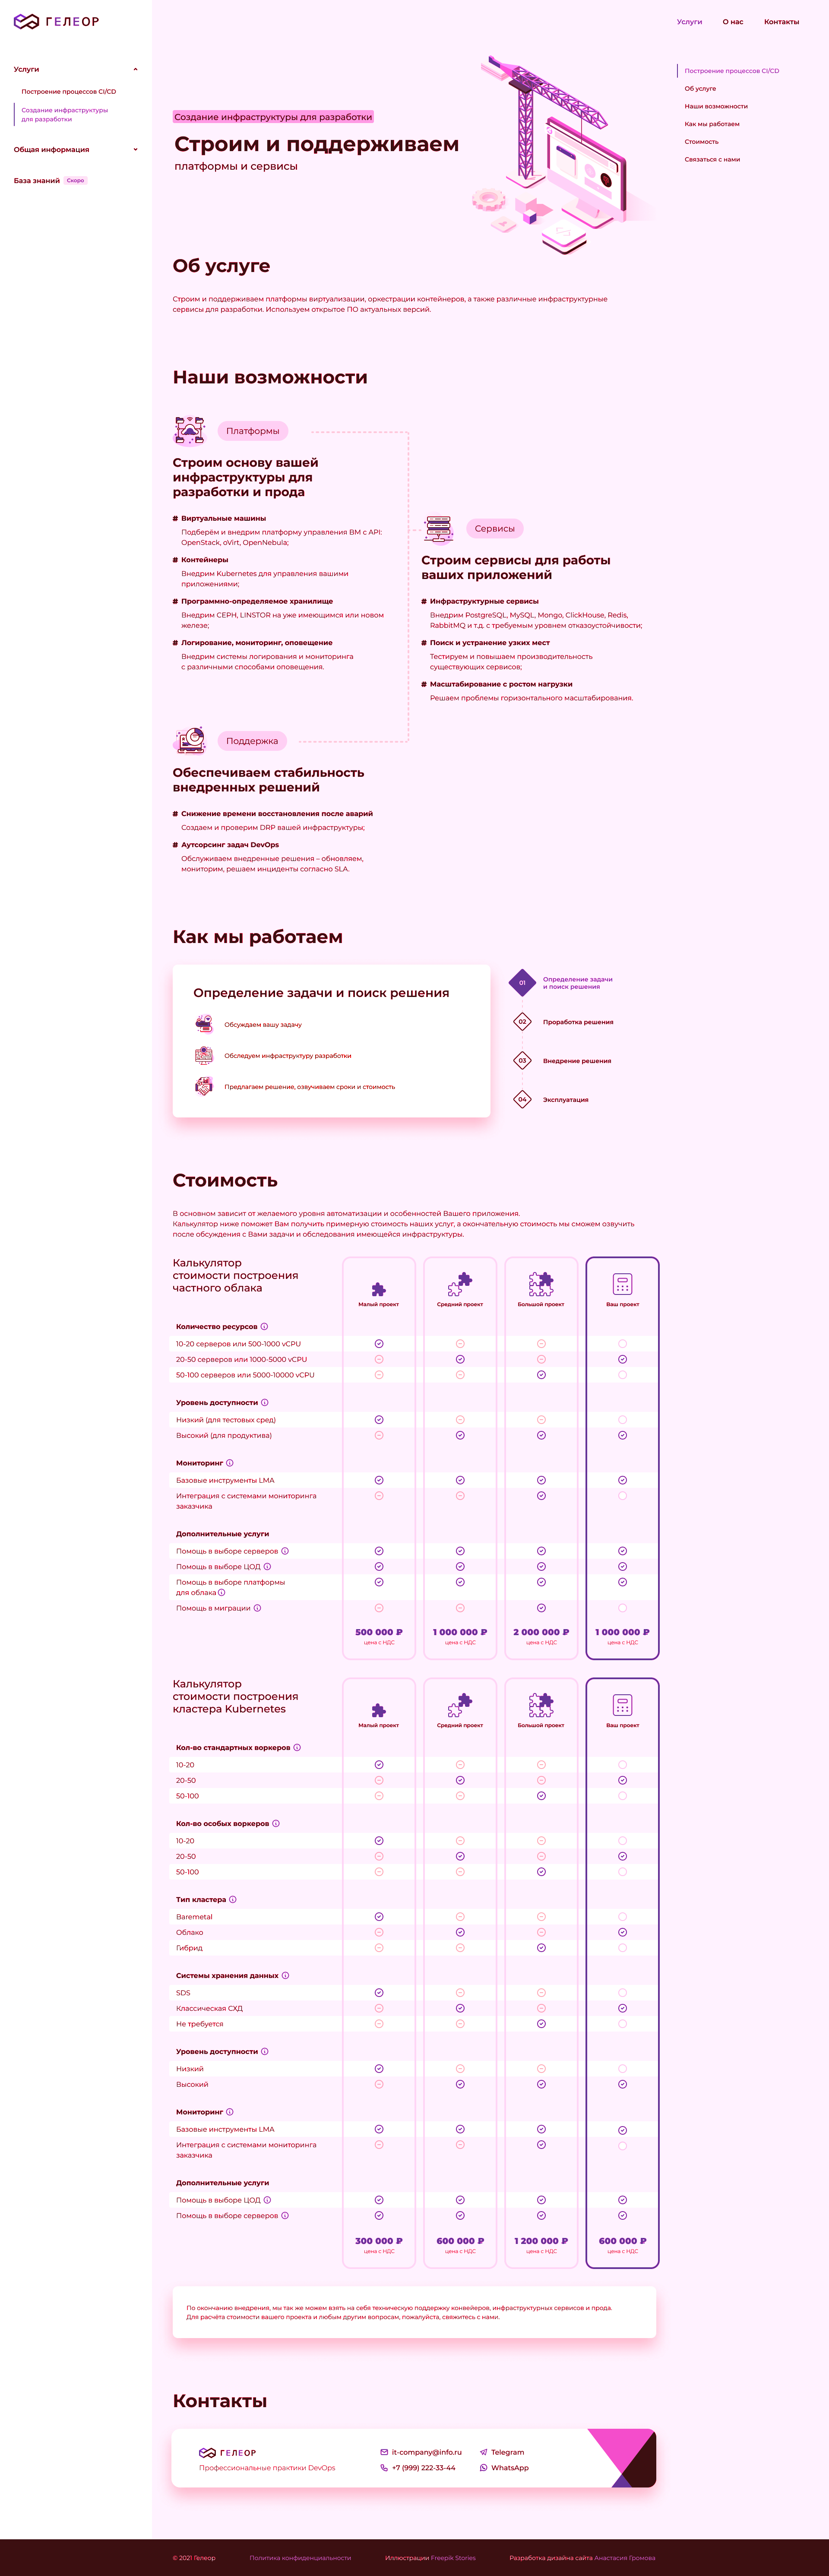 ГЕЛЕОР
Услуги
О нас
Контакты
Услуги
Построение процессов CI/CD
Создание инфраструктуры
для разработки
Общая информация
База знаний Скоро
Построение процессов CI/CD
Об услуге
Наши возможности
Как мы работаем
Стоимость
Связаться с нами
Создание инфраструктуры для разработки
Строим и поддерживаем
платформы и сервисы
Об услуге
Строим и поддерживаем платформы виртуализации, оркестрации контейнеров, а также различные инфраструктурные
сервисы для разработки. Используем открытое ПО актуальных версий.
Наши возможности
Платформы
Строим основу вашей
инфраструктуры для
разработки и прода
# Виртуальные машины
Подберём и внедрим платформу управления ВМ с API:
OpenStack, oVirt, OpenNebula;
# Контейнеры
Внедрим Kubernetes для управления вашими
приложениями;
# Программно-определяемое хранилище
Внедрим CEPH, LINSTOR на уже имеющимся или новом
железе;
# Логирование, мониторинг, оповещение
Внедрим системы логирования и мониторинга
с различными способами оповещения.
Сервисы
Строим сервисы для работы
ваших приложений
# Инфраструктурные сервисы
Внедрим PostgreSQL, MySQL, Mongo, ClickHouse, Redis,
RabbitMQ и т.д. с требуемым уровнем отказоустойчивости;
# Поиск и устранение узких мест
Тестируем и повышаем производительность
существующих сервисов;
# Масштабирование с ростом нагрузки
Решаем проблемы горизонтального масштабирования.
Поддержка
Обеспечиваем стабильность
внедренных решений
# Снижение времени восстановления после аварий
Создаем и проверим DRP вашей инфраструктуры;
# Аутсорсинг задач DevOps
Обслуживаем внедренные решения – обновляем,
мониторим, решаем инциденты согласно SLA.
Как мы работаем
Определение задачи и поиск решения
Обсуждаем вашу задачу
Обследуем инфраструктуру разработки
Предлагаем решение, озвучиваем сроки и стоимость
01 Определение задачи
и поиск решения
02 Проработка решения
03 Внедрение решения
04 Эксплуатация
Стоимость
В основном зависит от желаемого уровня автоматизации и особенностей Вашего приложения.
Калькулятор ниже поможет Вам получить примерную стоимость наших услуг, а окончательную стоимость мы сможем озвучить
после обсуждения с Вами задачи и обследования имеющейся инфраструктуры.
Калькулятор
стоимости построения
частного облака
Малый проект Средний проект Большой проект Ваш проект
Количество ресурсов
10-20 серверов или 500-1000 vCPU
20-50 серверов или 1000-5000 vCPU
50-100 серверов или 5000-10000 vCPU
Уровень доступности
Низкий (для тестовых сред)
Высокий (для продуктива)
Мониторинг
Базовые инструменты LMA
Интеграция с системами мониторинга
заказчика
Дополнительные услуги
Помощь в выборе серверов
Помощь в выборе ЦОД
Помощь в выборе платформы
для облака
Помощь в миграции
500 000 ₽ 1 000 000 ₽ 2 000 000 ₽ 1 000 000 ₽
цена с НДС цена с НДС цена с НДС цена с НДС
Калькулятор
стоимости построения
кластера Kubernetes
Малый проект Средний проект Большой проект Ваш проект
Кол-во стандартных воркеров
10-20
20-50
50-100
Кол-во особых воркеров
10-20
20-50
50-100
Тип кластера
Baremetal
Облако
Гибрид
Системы хранения данных
SDS
Классическая СХД
Не требуется
Уровень доступности
Низкий
Высокий
Мониторинг
Базовые инструменты LMA
Интеграция с системами мониторинга
заказчика
Дополнительные услуги
Помощь в выборе ЦОД
Помощь в выборе серверов
300 000 ₽ 600 000 ₽ 1 200 000 ₽ 600 000 ₽
цена с НДС цена с НДС цена с НДС цена с НДС
По окончанию внедрения, мы так же можем взять на себя техническую поддержку конвейеров, инфраструктурных сервисов и прода.
Для расчёта стоимости вашего проекта и любым другим вопросам, пожалуйста, свяжитесь с нами.
Контакты
ГЕЛЕОР
Профессиональные практики DevOps
it-company@info.ru
+7 (999) 222-33-44
Telegram
WhatsApp
© 2021 Гелеор
Политика конфиденциальности
Иллюстрации Freepik Stories
Разработка дизайна сайта Анастасия Громова